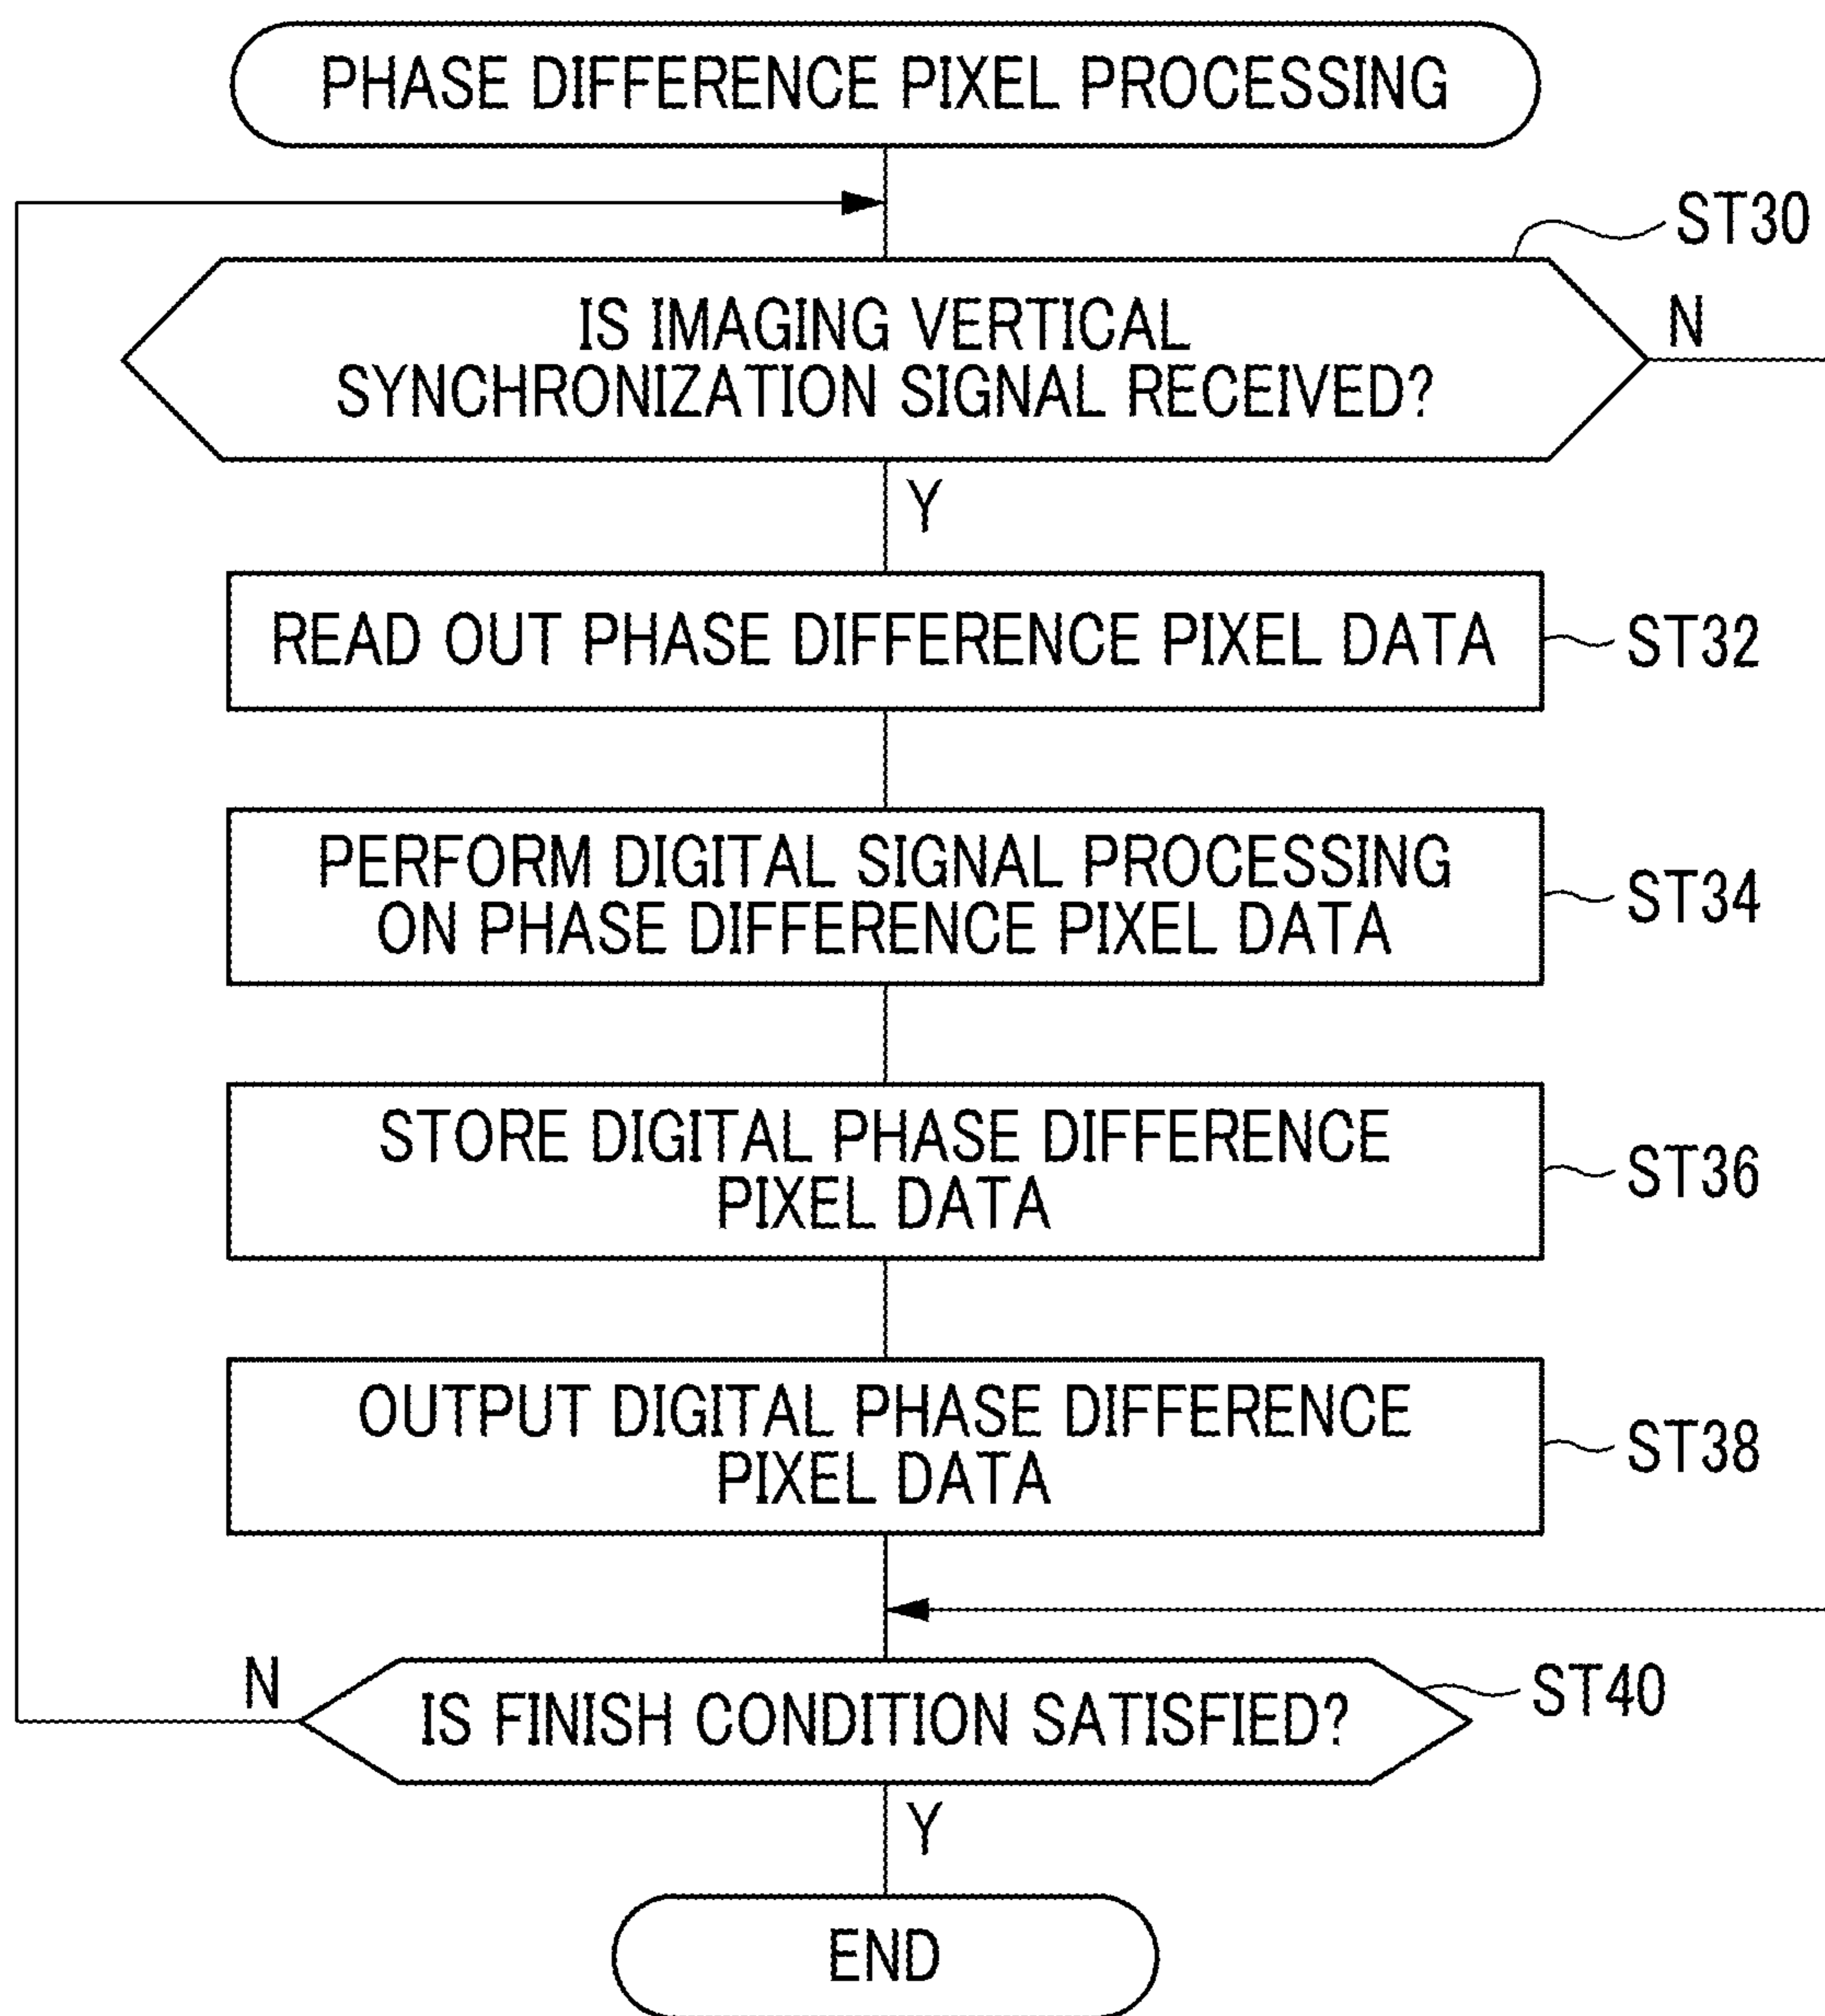 PHASE DIFFERENCE PIXEL PROCESSING
ST30
IS IMAGING VERTICAL
SYNCHRONIZATION SIGNAL RECEIVED?
N
Y
READ OUT PHASE DIFFERENCE PIXEL DATA
ST32
PERFORM DIGITAL SIGNAL PROCESSING
ON PHASE DIFFERENCE PIXEL DATA
ST34
STORE DIGITAL PHASE DIFFERENCE
PIXEL DATA
ST36
OUTPUT DIGITAL PHASE DIFFERENCE
PIXEL DATA
ST38
N
IS FINISH CONDITION SATISFIED?
ST40
Y
END